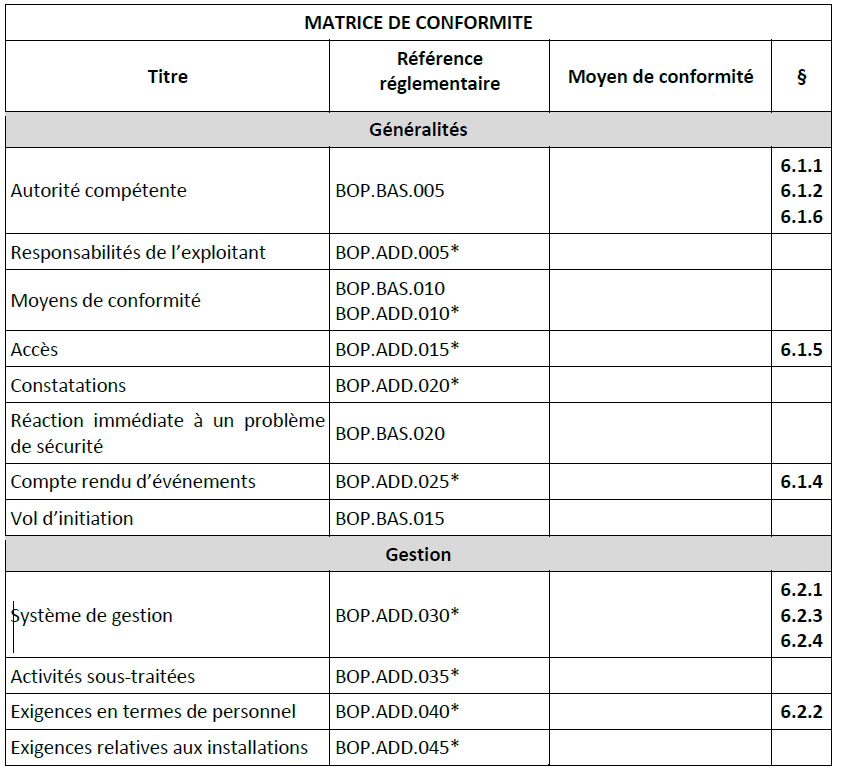 MATRICE DE CONFORMITE
Titre
Référence
réglementaire
Moyen de conformité
§
Généralités
Autorité compétente
BOP.BAS.005
6.1.1
6.1.2
6.1.6
Responsabilités de l’exploitant
BOP.ADD.005*
Moyens de conformité
BOP.BAS.010
BOP.ADD.010*
Accès
BOP.ADD.015*
6.1.5
Constatations
BOP.ADD.020*
Réaction immédiate à un problème
de sécurité
BOP.BAS.020
Compte rendu d’événements
BOP.ADD.025*
6.1.4
Vol d’initiation
BOP.BAS.015
Gestion
Système de gestion
BOP.ADD.030*
6.2.1
6.2.3
6.2.4
Activités sous-traitées
BOP.ADD.035*
Exigences en termes de personnel
BOP.ADD.040*
6.2.2
Exigences relatives aux installations
BOP.ADD.045*